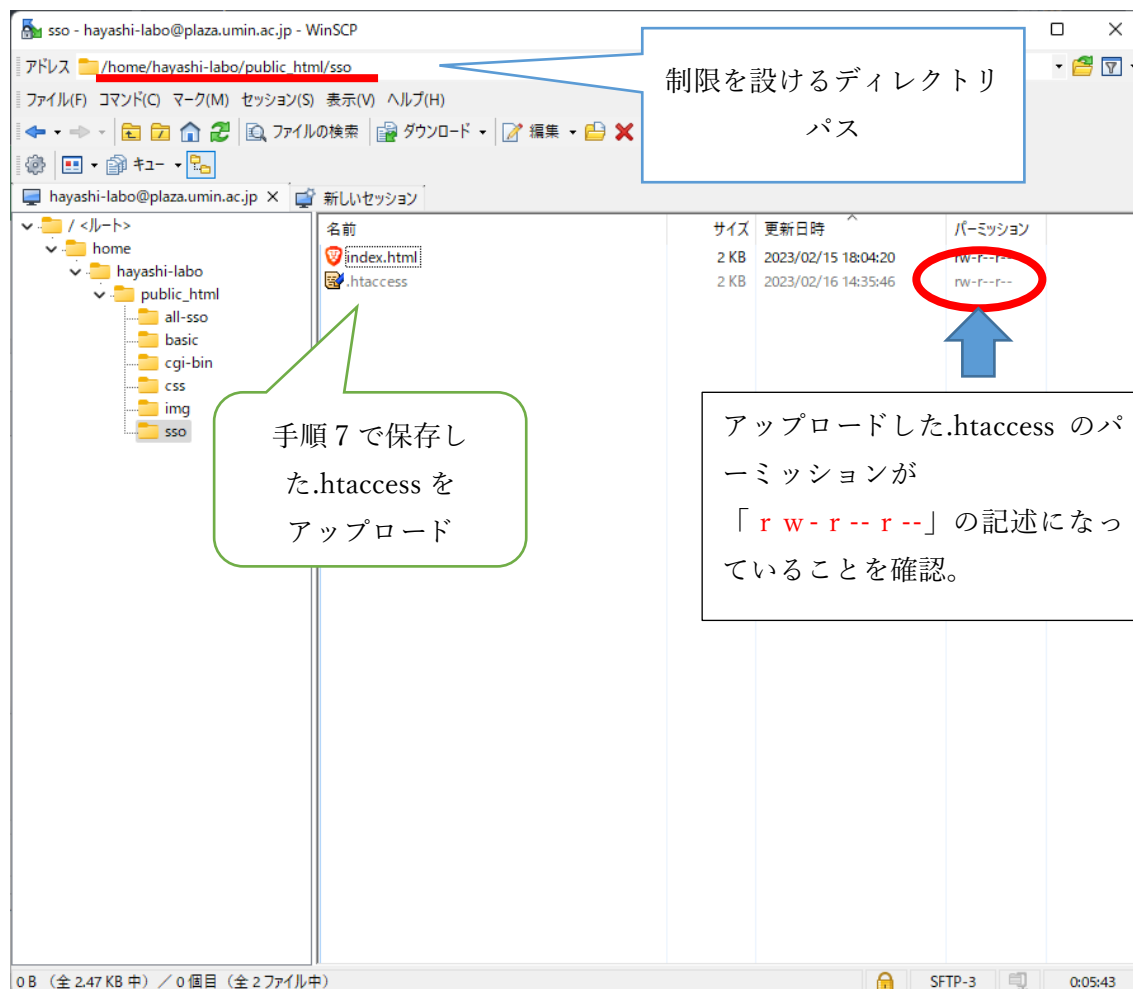 sso - hayashi-labo@plaza.umin.ac.jp - WinSCP
アドレス /home/hayashi-labo/public_html/sso
制限を設けるディレクトリ
パス
ファイル(F) コマンド(C) マーク(M) セッション(S) 表示(V) ヘルプ(H)
ファイルの検索 ダウンロード 編集
キュー
hayashi-labo@plaza.umin.ac.jp X 新しいセッション
/ <ルート>
home
hayashi-labo
public_html
all-sso
basic
cgi-bin
css
img
sso
名前 サイズ 更新日時 パーミッション
index.html 2 KB 2023/02/15 18:04:20 rw-r--r--
.htaccess 2 KB 2023/02/16 14:35:46 rw-r--r--
手順７で保存し
た.htaccess を
アップロード
アップロードした.htaccess のパ
ーミッションが
「ｒｗ-ｒ--ｒ--」の記述になっ
ていることを確認。
0 B （全 2.47 KB 中）／ 0 個目（全 2 ファイル中） SFTP-3 0:05:43